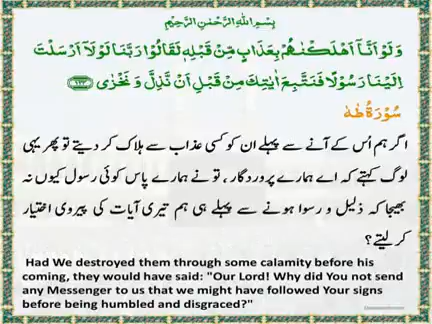 بِسْمِ اللهِ الرَّحْمٰنِ الرَّحِيْمِ
وَلَوْ اَنَّاۤ اَهْلَكْنٰهُمْ بِعَذَابٍ مِّنْ قَبْلِهٖ لَقَالُوْا رَبَّنَا لَوْلَاۤ اَرْسَلْتَ
اِلَيْنَا رَسُوْلًا فَنَتَّبِعَ اٰيٰتِكَ مِنْ قَبْلِ اَنْ نَّذِلَّ وَ نَخْزٰى ﴿۱۳۴﴾
سُوْرَةُ طٰهٰ
اگر ہم اُس کے آنے سے پہلے ان کو کسی عذاب سے ہلاک کر دیتے تو پھر یہی
لوگ کہتے کہ اے ہمارے پروردگار ، تو نے ہمارے پاس کوئی رسول کیوں نہ
بھیجا کہ ذلیل و رسوا ہونے سے پہلے ہی ہم تیری آیات کی پیروی اختیار
کر لیتے؟
Had We destroyed them through some calamity before his
coming, they would have said: "Our Lord! Why did You not send
any Messenger to us that we might have followed Your signs
before being humbled and disgraced?"